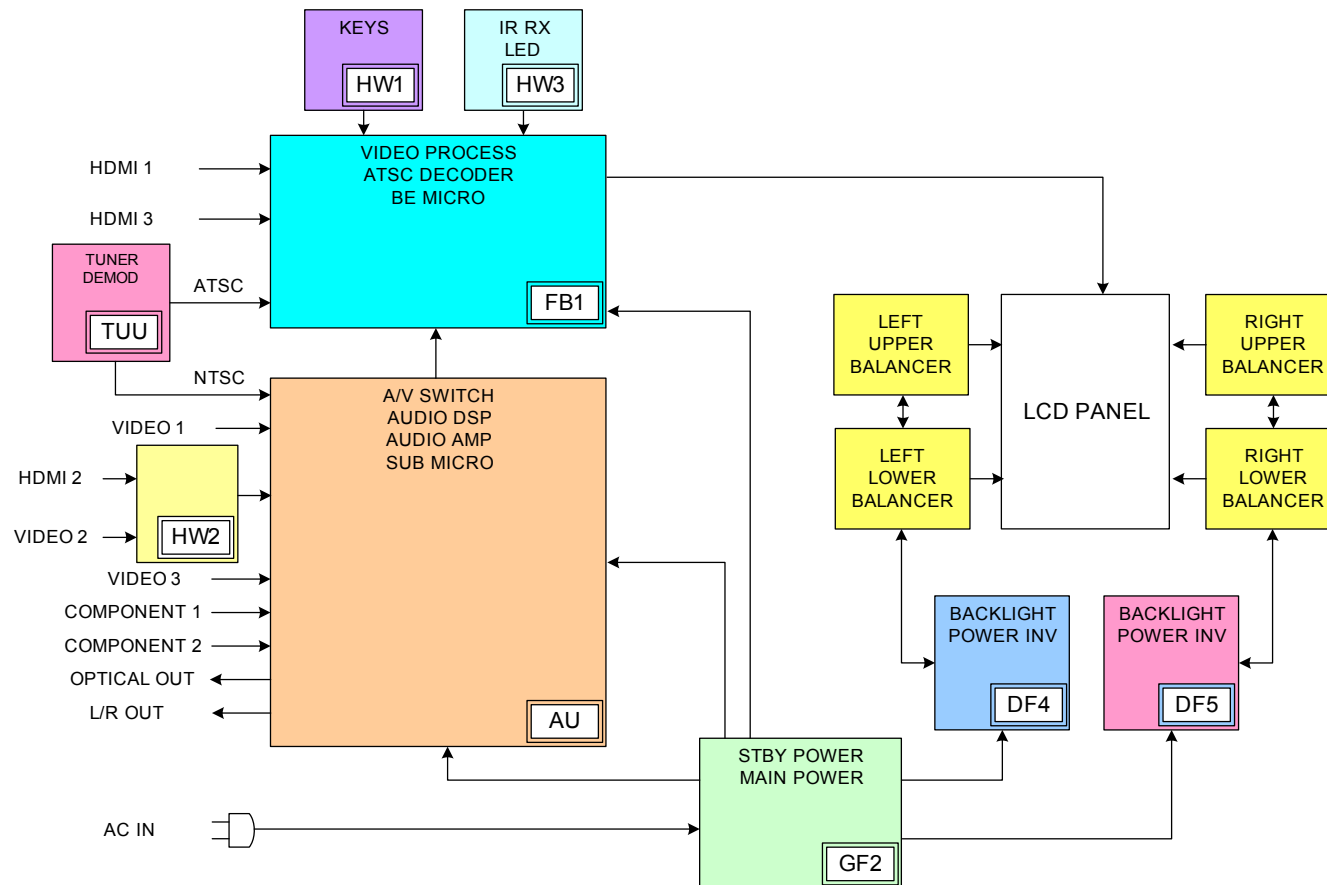 KEYS
HW1
IR RX
LED
HW3
HDMI 1
HDMI 3
VIDEO PROCESS
ATSC DECODER
BE MICRO
FB1
TUNER
DEMOD
TUU
ATSC
NTSC
VIDEO 1
HDMI 2
VIDEO 2
HW2
VIDEO 3
COMPONENT 1
COMPONENT 2
OPTICAL OUT
L/R OUT
A/V SWITCH
AUDIO DSP
AUDIO AMP
SUB MICRO
AU
LEFT
UPPER
BALANCER
LEFT
LOWER
BALANCER
LCD PANEL
RIGHT
UPPER
BALANCER
RIGHT
LOWER
BALANCER
BACKLIGHT
POWER INV
DF4
BACKLIGHT
POWER INV
DF5
STBY POWER
MAIN POWER
GF2
AC IN